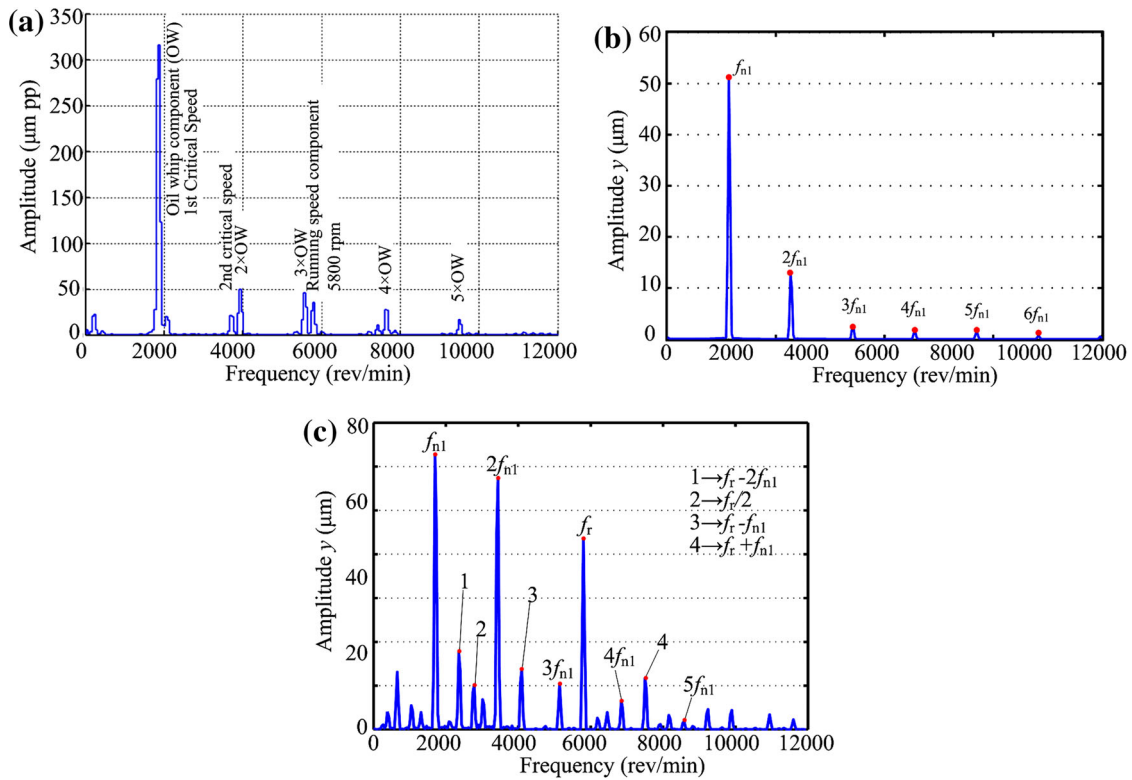 (a)
350
300
250
200
150
100
50
0
Amplitude (µm pp)
Oil whip component (OW)
1st Critical Speed
2nd critical speed
2×OW
3×OW
Running speed component
5800 rpm
4×OW
5×OW
0 2000 4000 6000 8000 10000 12000
Frequency (rev/min)
(b)
60
50
40
30
20
10
0
Amplitude y (µm)
fn1
2fn1
3fn1
4fn1
5fn1
6fn1
0 2000 4000 6000 8000 10000 12000
Frequency (rev/min)
(c)
80
60
40
20
0
Amplitude y (µm)
fn1
2fn1
fr
1→fr-2fn1
2→fr/2
3→fr-fn1
4→fr+fn1
1
2
3
3fn1
4fn1
4
5fn1
0 2000 4000 6000 8000 10000 12000
Frequency (rev/min)